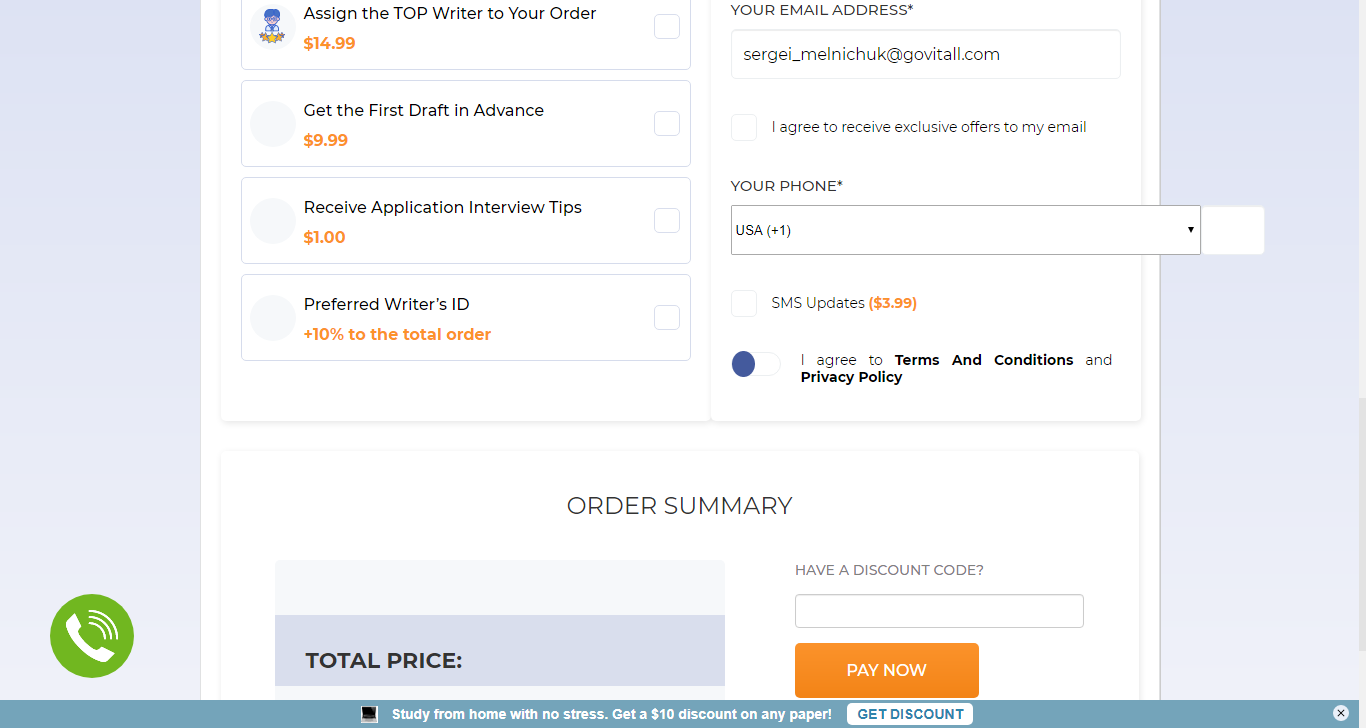 Assign the TOP Writer to Your Order
$14.99
Get the First Draft in Advance
$9.99
Receive Application Interview Tips
$1.00
Preferred Writer’s ID
+10% to the total order
YOUR EMAIL ADDRESS*
sergei_melnichuk@govitall.com
I agree to receive exclusive offers to my email
YOUR PHONE*
USA (+1)
SMS Updates ($3.99)
I agree to Terms And Conditions and
Privacy Policy
ORDER SUMMARY
TOTAL PRICE:
HAVE A DISCOUNT CODE?
PAY NOW
Study from home with no stress. Get a $10 discount on any paper!
GET DISCOUNT